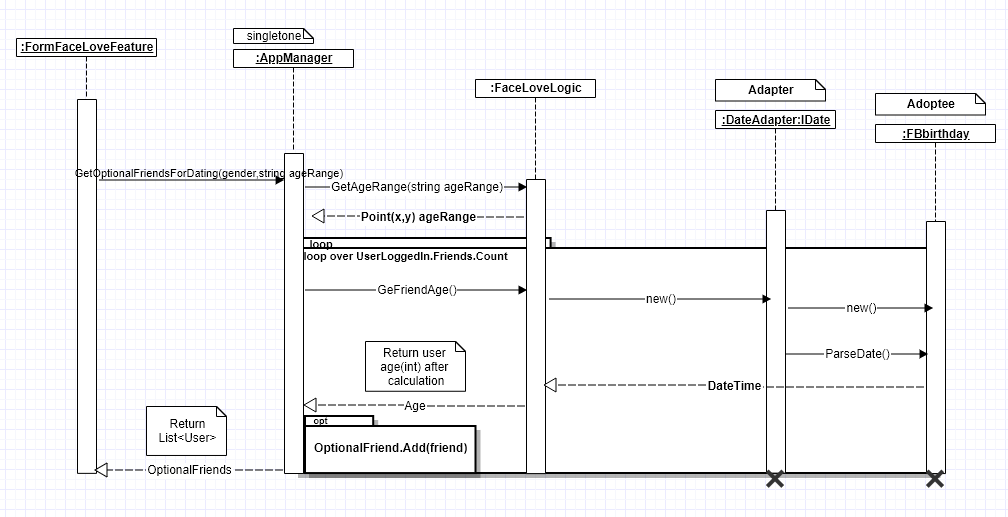 singletone
:FormFaceLoveFeature
:AppManager
:FaceLoveLogic
Adapter
:DateAdapter:IDate
Adoptee
:FBbirthday
GetOptionalFriendsForDating(gender,string ageRange)
GetAgeRange(string ageRange)
Point(x,y) ageRange
loop
loop over UserLoggedIn.Friends.Count
GeFriendAge()
new()
new()
ParseDate()
Return user
age(int) after
calculation
DateTime
Age
Return
List<User>
opt
OptionalFriend.Add(friend)
OptionalFriends